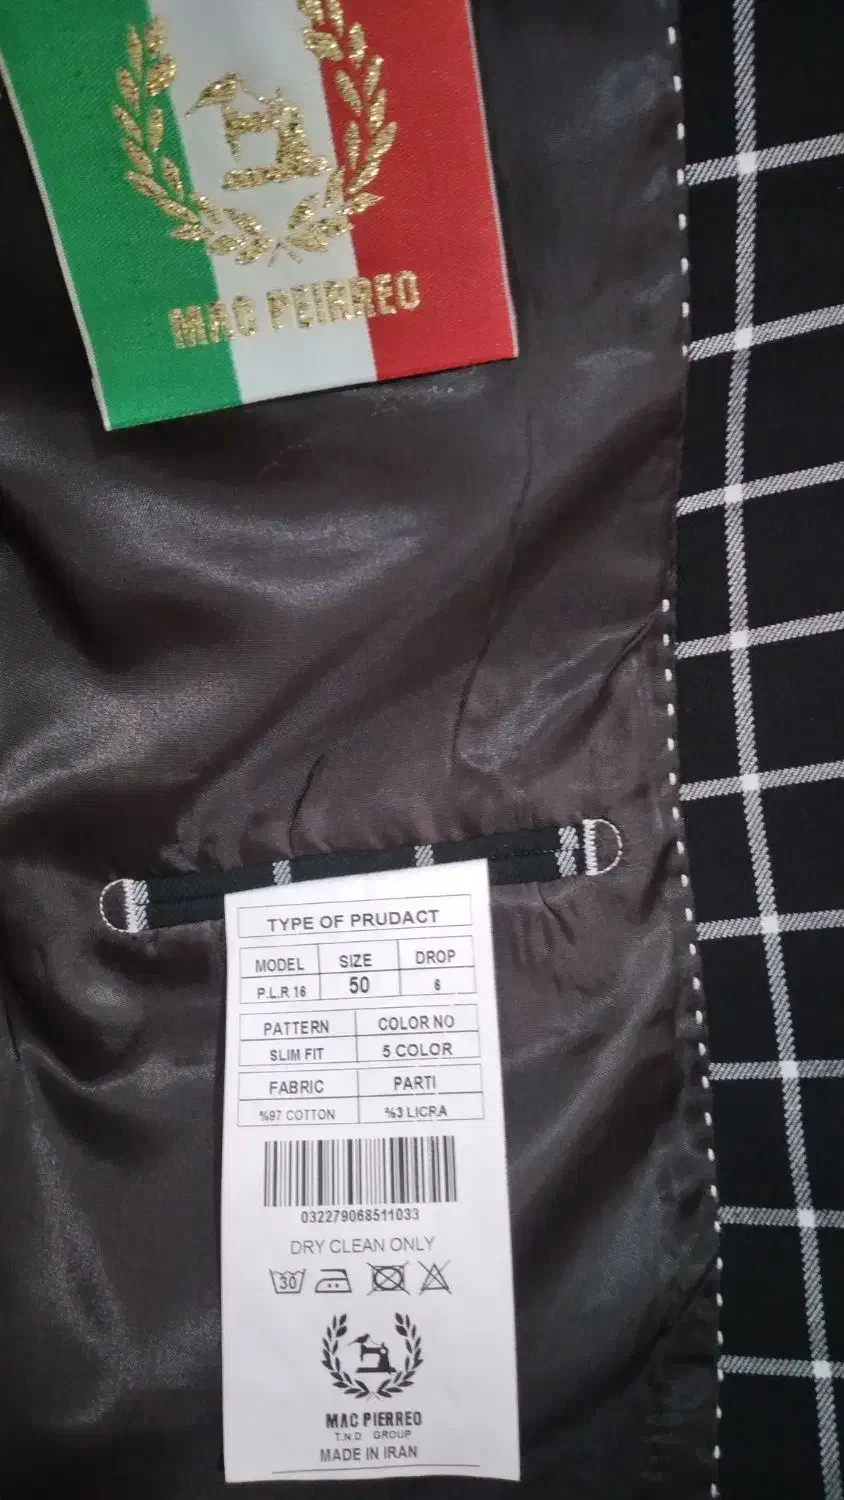 MAC PEIRREO
TYPE OF PRUDACT
MODEL SIZE DROP
P.L.R 16 50 6
PATTERN COLOR NO
SLIM FIT 5 COLOR
FABRIC PARTI
%97 COTTON %3 LICRA
032279068511033
DRY CLEAN ONLY
30
MAC PIERREO
T.N.D GROUP
MADE IN IRAN